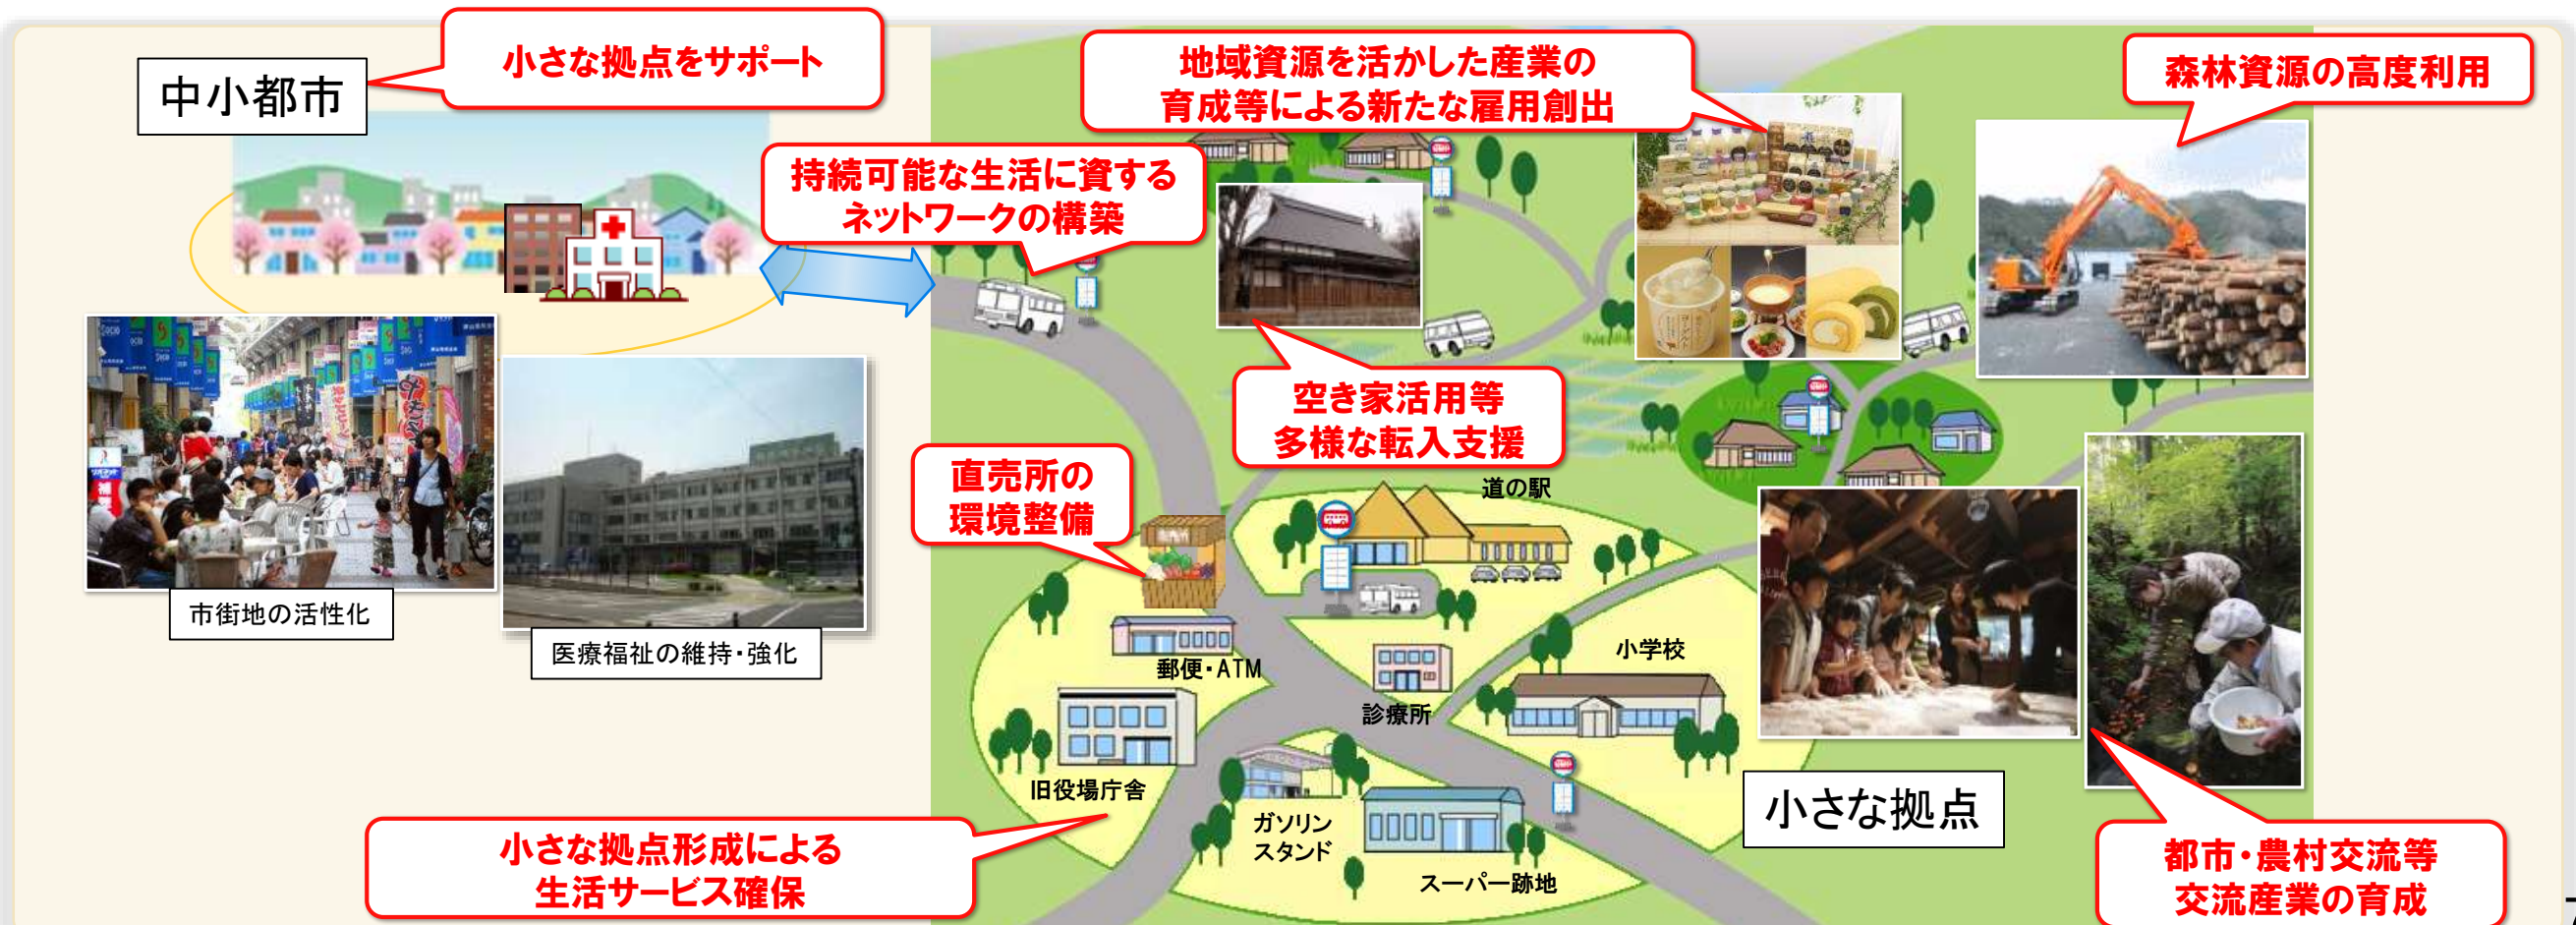 中小都市
小さな拠点をサポート
地域資源を活かした産業の
育成等による新たな雇用創出
森林資源の高度利用
持続可能な生活に資する
ネットワークの構築
空き家活用等
多様な転入支援
直売所の
環境整備
道の駅
市街地の活性化
医療福祉の維持・強化
郵便・ATM
小学校
診療所
旧役場庁舎
ガソリン
スタンド
スーパー跡地
小さな拠点
小さな拠点形成による
生活サービス確保
都市・農村交流等
交流産業の育成